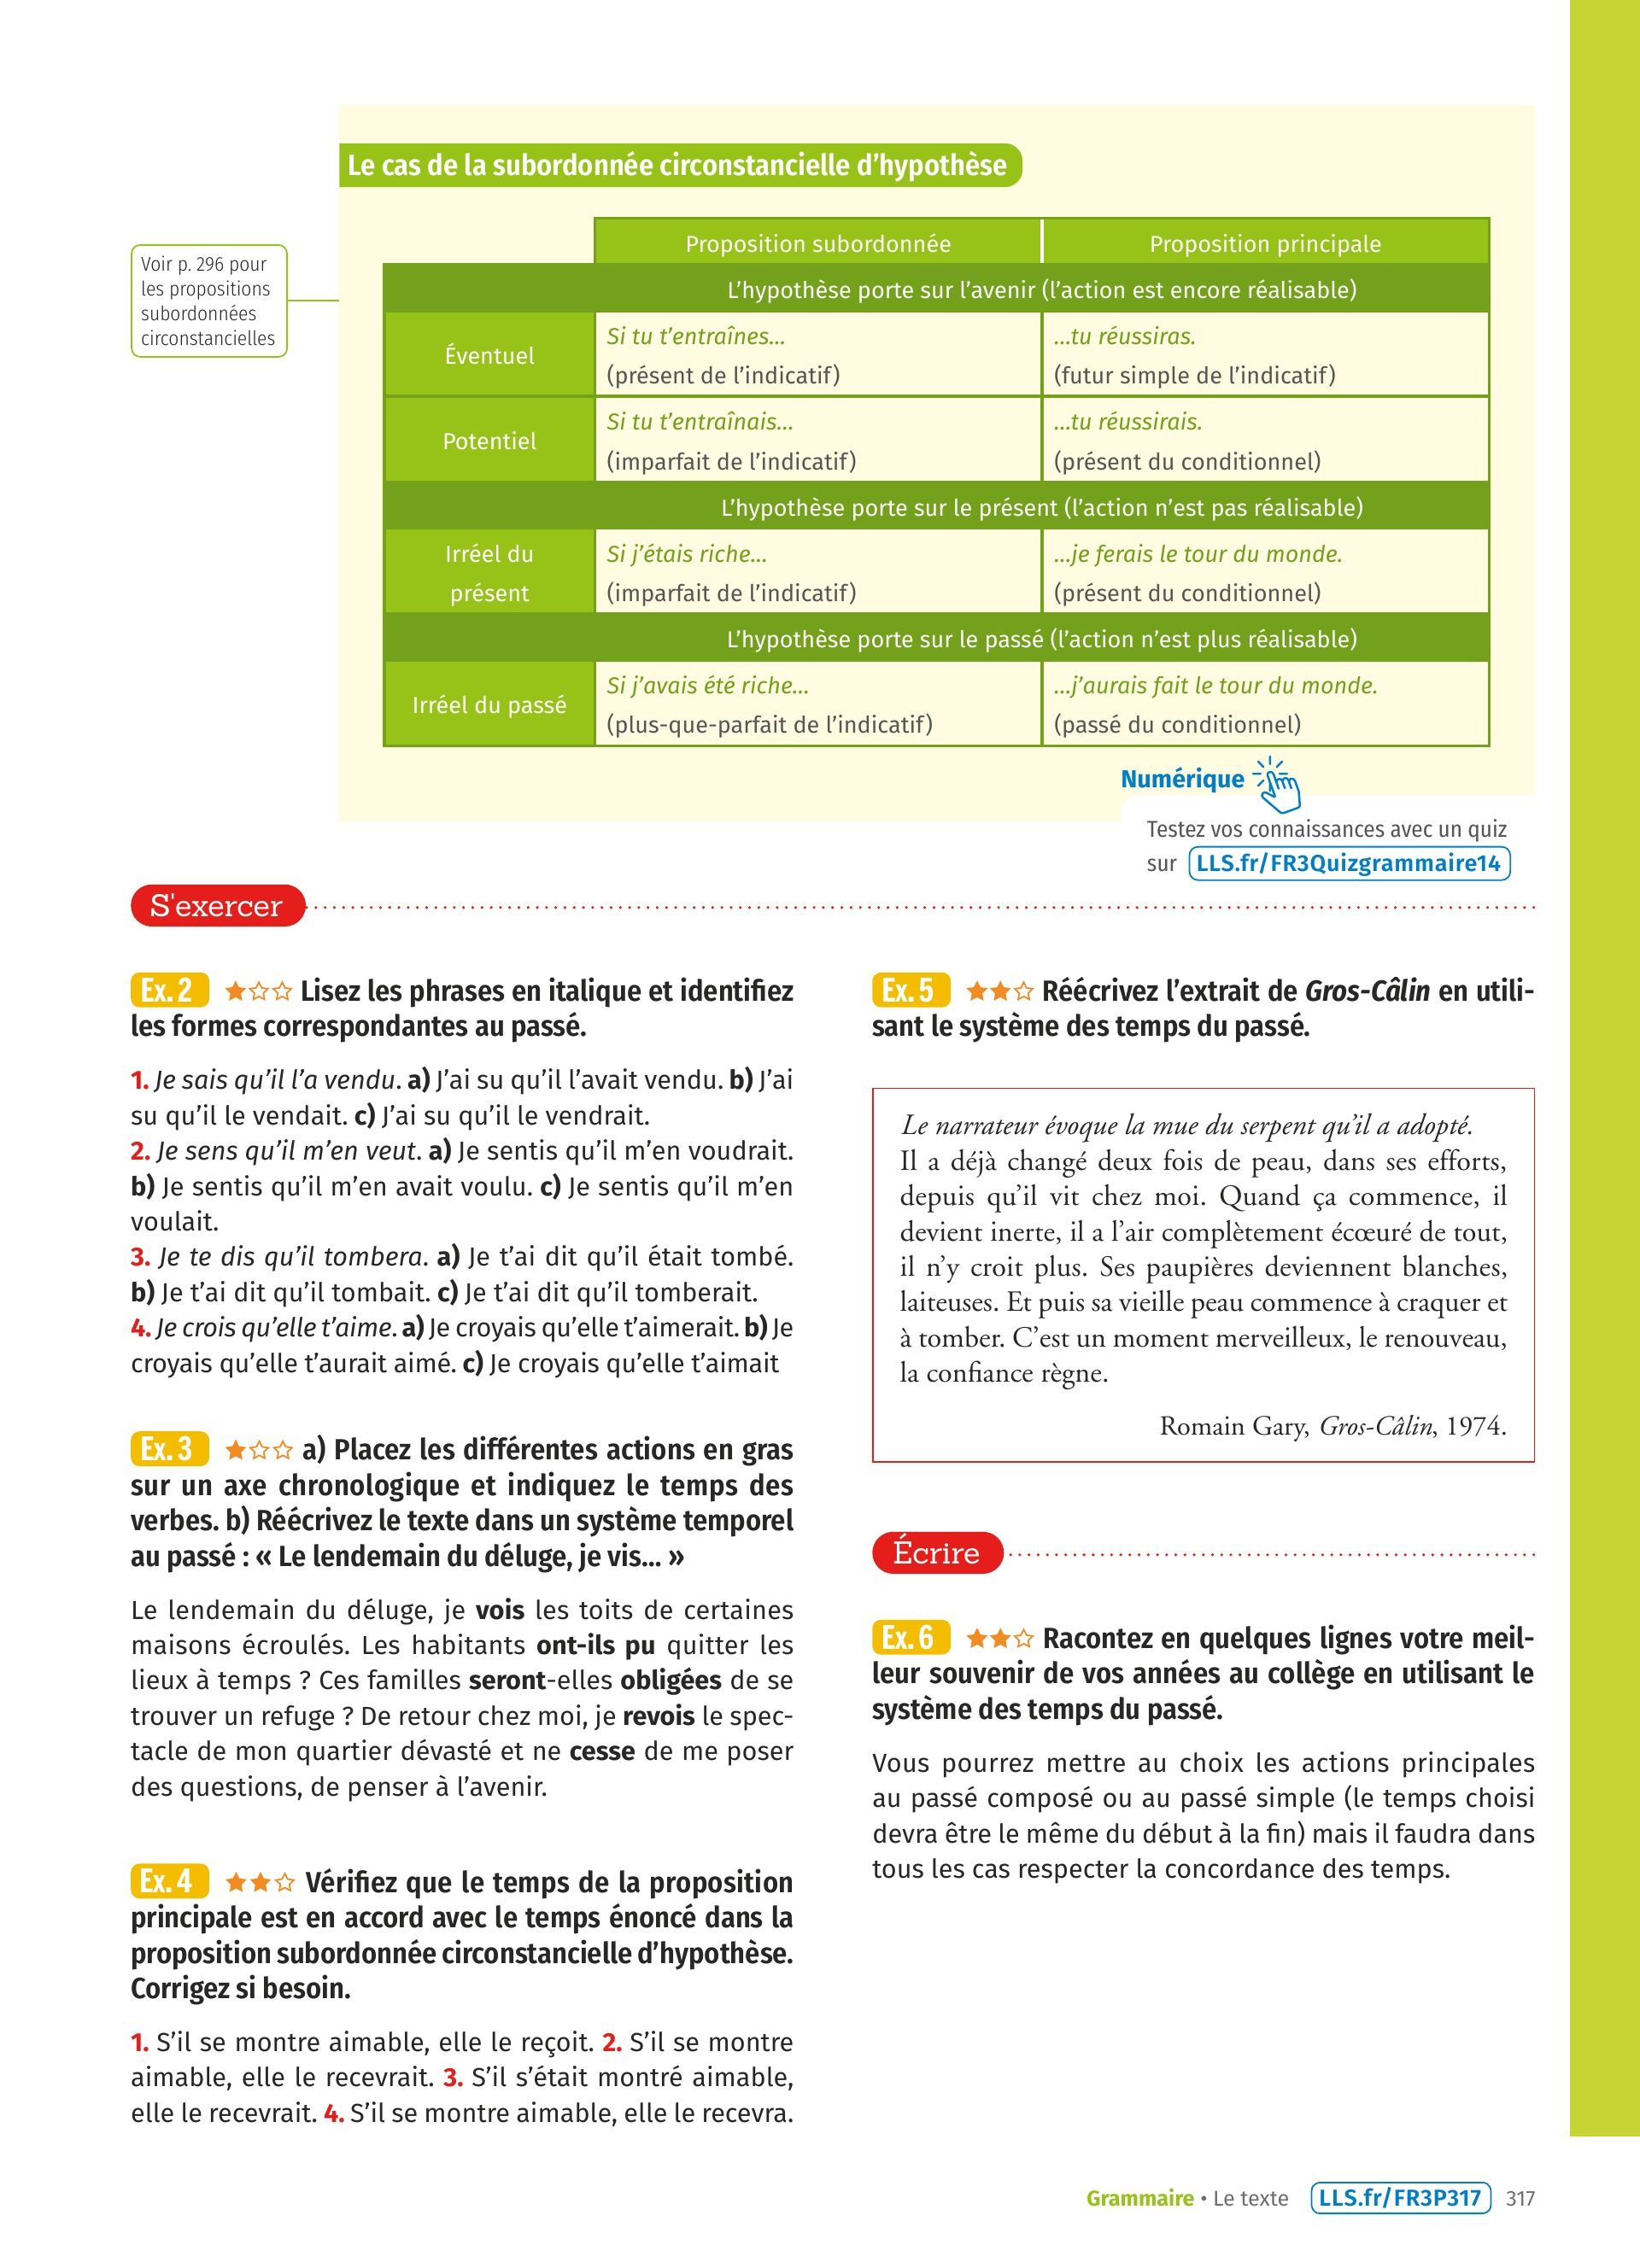 Le cas de la subordonnée circonstancielle d'hypothèse
Voir p. 296 pour
les propositions
subordonnées
circonstancielles
Proposition subordonnée
Proposition principale
L'hypothèse porte sur l'avenir (l'action est encore réalisable)
Éventuel
Si tu t'entraînes...
(présent de l'indicatif)
...tu réussiras.
(futur simple de l'indicatif)
Potentiel
Si tu t'entraînais...
(imparfait de l'indicatif)
...tu réussirais.
(présent du conditionnel)
L'hypothèse porte sur le présent (l'action n'est pas réalisable)
Irréel du
présent
Si j'étais riche...
(imparfait de l'indicatif)
...je ferais le tour du monde.
(présent du conditionnel)
L'hypothèse porte sur le passé (l'action n'est plus réalisable)
Irréel du passé
Si j'avais été riche...
(plus-que-parfait de l'indicatif)
...j'aurais fait le tour du monde.
(passé du conditionnel)
Numérique
Testez vos connaissances avec un quiz
sur LLS.fr/FR3Quizgrammaire14
S'exercer
Ex. 2 ★☆☆ Lisez les phrases en italique et identifiez
les formes correspondantes au passé.
1. Je sais qu'il l'a vendu. a) J'ai su qu'il l'avait vendu. b) J'ai
su qu'il le vendait. c) J'ai su qu'il le vendrait.
2. Je sens qu'il m'en veut. a) Je sentis qu'il m'en voudrait.
b) Je sentis qu'il m'en avait voulu. c) Je sentis qu'il m'en
voulait.
3. Je te dis qu'il tombera. a) Je t'ai dit qu'il était tombé.
b) Je t'ai dit qu'il tombait. c) Je t'ai dit qu'il tomberait.
4. Je crois qu'elle t'aime. a) Je croyais qu'elle t'aimerait. b) Je
croyais qu'elle t'aurait aimé. c) Je croyais qu'elle t'aimait
Ex. 3 ★☆☆ a) Placez les différentes actions en gras
sur un axe chronologique et indiquez le temps des
verbes. b) Réécrivez le texte dans un système temporel
au passé : « Le lendemain du déluge, je vis... »
Le lendemain du déluge, je vois les toits de certaines
maisons écroulés. Les habitants ont-ils pu quitter les
lieux à temps ? Ces familles seront-elles obligées de se
trouver un refuge ? De retour chez moi, je revois le spec-
tacle de mon quartier dévasté et ne cesse de me poser
des questions, de penser à l'avenir.
Ex. 4 ★★☆ Vérifiez que le temps de la proposition
principale est en accord avec le temps énoncé dans la
proposition subordonnée circonstancielle d'hypothèse.
Corrigez si besoin.
1. S'il se montre aimable, elle le reçoit. 2. S'il se montre
aimable, elle le recevrait. 3. S'il s'était montré aimable,
elle le recevrait. 4. S'il se montre aimable, elle le recevra.
Ex. 5 ★★☆ Réécrivez l'extrait de Gros-Câlin en utili-
sant le système des temps du passé.
Le narrateur évoque la mue du serpent qu'il a adopté.
Il a déjà changé deux fois de peau, dans ses efforts,
depuis qu'il vit chez moi. Quand ça commence, il
devient inerte, il a l'air complètement écœuré de tout,
il n'y croit plus. Ses paupières deviennent blanches,
laiteuses. Et puis sa vieille peau commence à craquer et
à tomber. C'est un moment merveilleux, le renouveau,
la confiance règne.
Romain Gary, Gros-Câlin, 1974.
Écrire
Ex. 6 ★★☆ Racontez en quelques lignes votre meil-
leur souvenir de vos années au collège en utilisant le
système des temps du passé.
Vous pourrez mettre au choix les actions principales
au passé composé ou au passé simple (le temps choisi
devra être le même du début à la fin) mais il faudra dans
tous les cas respecter la concordance des temps.
Grammaire • Le texte LLS.fr/FR3P317 317